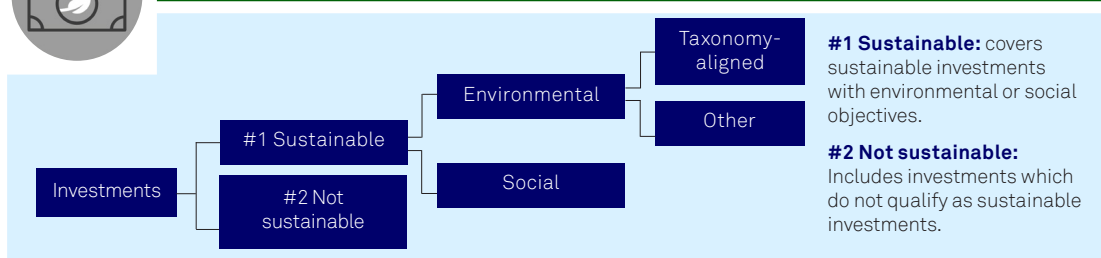 Investments
#1 Sustainable
#2 Not
sustainable
Environmental
Social
Taxonomy-
aligned
Other
#1 Sustainable: covers
sustainable investments
with environmental or social
objectives.
#2 Not sustainable:
Includes investments which
do not qualify as sustainable
investments.